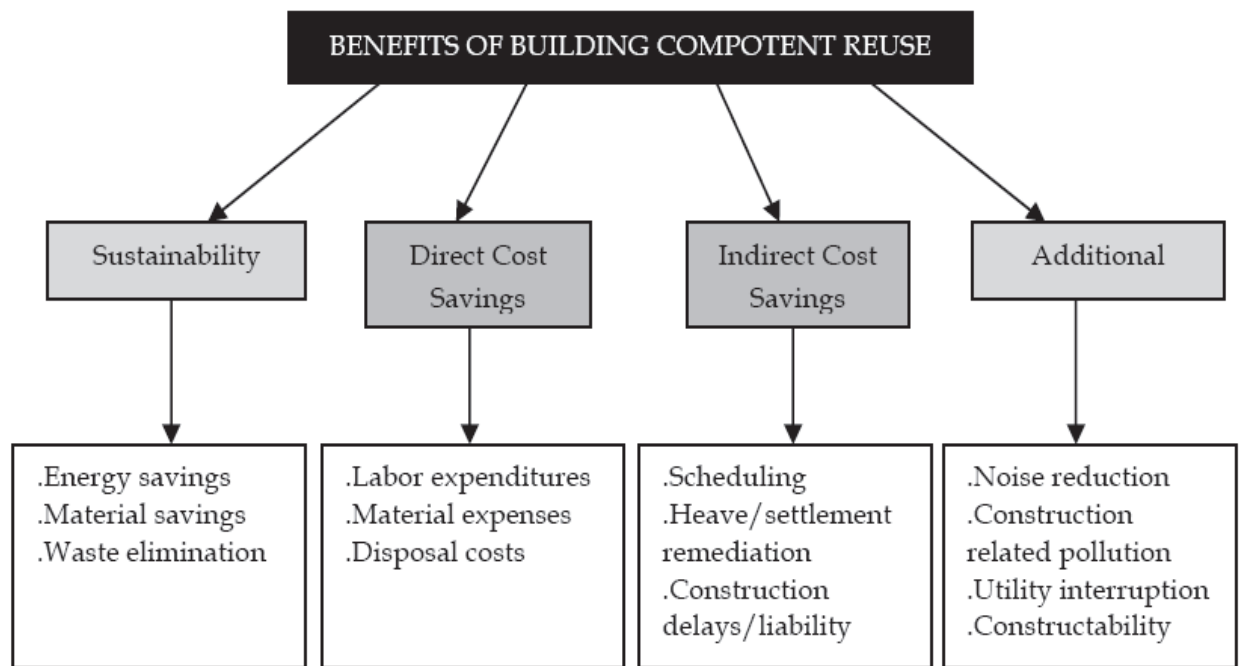 BENEFITS OF BUILDING COMPOTENT REUSE
Sustainability
Direct Cost
Savings
Indirect Cost
Savings
Additional
.Energy savings
.Material savings
.Waste elimination
.Labor expenditures
.Material expenses
.Disposal costs
.Scheduling
.Heave/settlement
remediation
.Construction
delays/liability
.Noise reduction
.Construction
related pollution
.Utility interruption
.Constructability